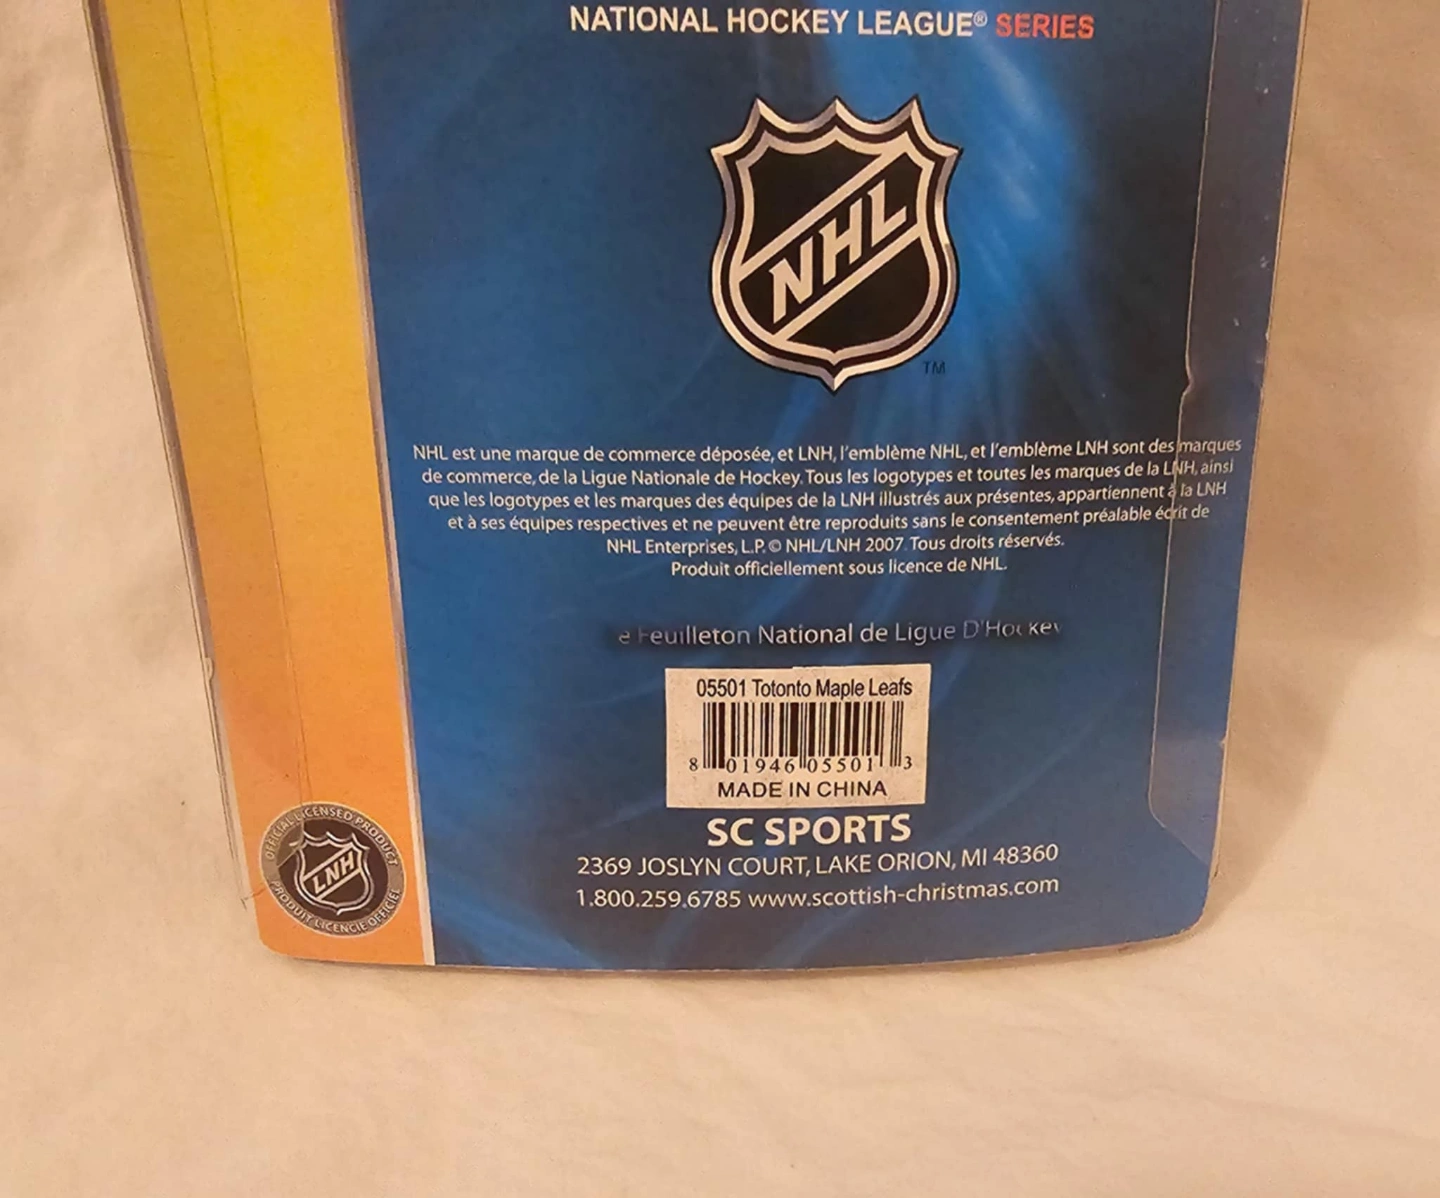 NATIONAL HOCKEY LEAGUE® SERIES
NHL
TM
NHL est une marque de commerce déposée, et LNH, l'emblème NHL, et l'emblème LNH sont des marques
de commerce, de la Ligue Nationale de Hockey. Tous les logotypes et toutes les marques de la LNH, ainsi
que les logotypes et les marques des équipes de la LNH illustrés aux présentes, appartiennent à la LNH
et à ses équipes respectives et ne peuvent être reproduits sans le consentement préalable écrit de
NHL Enterprises, L.P. © NHL/LNH 2007. Tous droits réservés.
Produit officiellement sous licence de NHL.
e Feuilleton National de Ligue D'Hockey
05501 Totonto Maple Leafs
8 01946 05501 3
MADE IN CHINA
SC SPORTS
2369 JOSLYN COURT, LAKE ORION, MI 48360
1.800.259.6785 www.scottish-christmas.com
OFFICIAL LICENSED PRODUCT
LNH
PRODUIT LICENCIE OFFICIEL